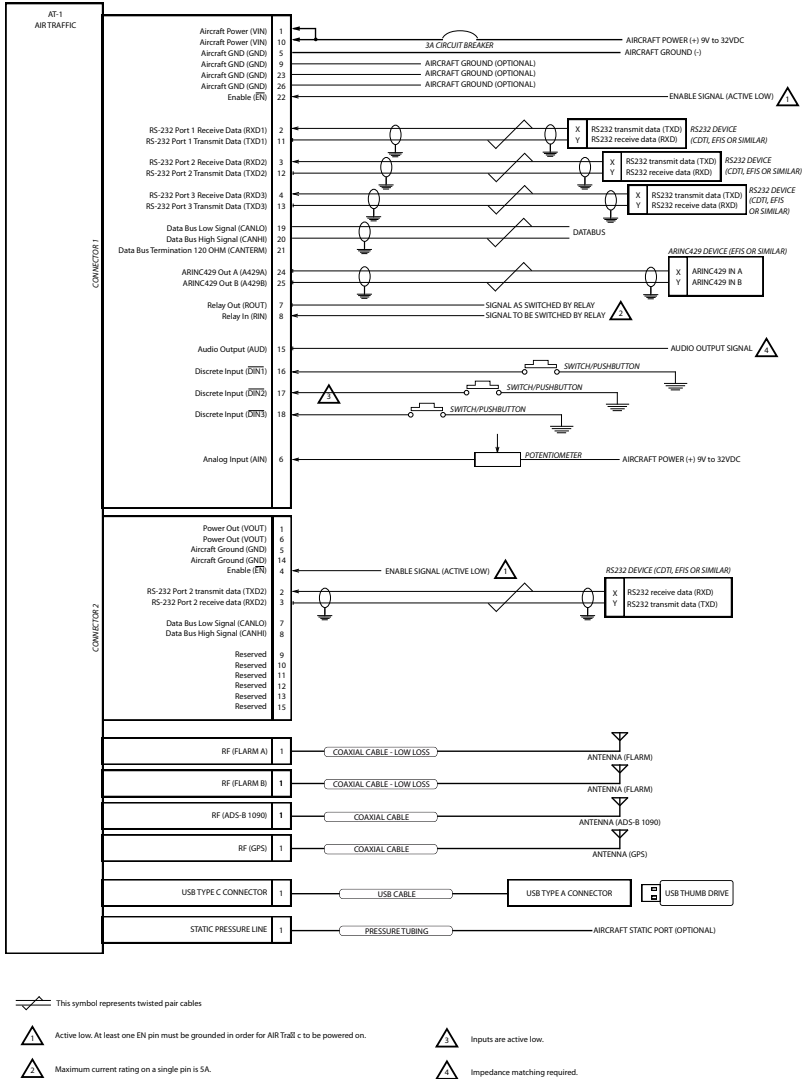 AT-1
AIR TRAFFIC
CONNECTOR 1
Aircraft Power (VIN) 1
Aircraft Power (VIN) 10
3A CIRCUIT BREAKER
AIRCRAFT POWER (+) 9V to 32VDC
Aircraft GND (GND) 5 AIRCRAFT GROUND (-)
Aircraft GND (GND) 9 AIRCRAFT GROUND (OPTIONAL)
Aircraft GND (GND) 23 AIRCRAFT GROUND (OPTIONAL)
Aircraft GND (GND) 26 AIRCRAFT GROUND (OPTIONAL)
Enable (EN) 22 ENABLE SIGNAL (ACTIVE LOW) 1
RS-232 Port 1 Receive Data (RXD1) 2 X RS232 transmit data (TXD)
RS-232 Port 1 Transmit Data (TXD1) 11 Y RS232 receive data (RXD)
RS232 DEVICE
(CDTI, EFIS OR SIMILAR)
RS-232 Port 2 Receive Data (RXD2) 3 X RS232 transmit data (TXD)
RS-232 Port 2 Transmit Data (TXD2) 12 Y RS232 receive data (RXD)
RS232 DEVICE
(CDTI, EFIS OR SIMILAR)
RS-232 Port 3 Receive Data (RXD3) 4 X RS232 transmit data (TXD)
RS-232 Port 3 Transmit Data (TXD3) 13 Y RS232 receive data (RXD)
RS232 DEVICE
(CDTI, EFIS
OR SIMILAR)
Data Bus Low Signal (CANLO) 19
Data Bus High Signal (CANHI) 20
DATABUS
Data Bus Termination 120 OHM (CANTERM) 21
ARINC429 DEVICE (EFIS OR SIMILAR)
ARINC429 Out A (A429A) 24 X ARINC429 IN A
ARINC429 Out B (A429B) 25 Y ARINC429 IN B
Relay Out (ROUT) 7 SIGNAL AS SWITCHED BY RELAY
Relay In (RIN) 8 SIGNAL TO BE SWITCHED BY RELAY 2
Audio Output (AUD) 15 AUDIO OUTPUT SIGNAL 4
Discrete Input (DIN1) 16 SWITCH/PUSHBUTTON
Discrete Input (DIN2) 17 3 SWITCH/PUSHBUTTON
Discrete Input (DIN3) 18 SWITCH/PUSHBUTTON
Analog Input (AIN) 6 POTENTIOMETER AIRCRAFT POWER (+) 9V to 32VDC
CONNECTOR 2
Power Out (VOUT) 1
Power Out (VOUT) 6
Aircraft Ground (GND) 5
Aircraft Ground (GND) 14
Enable (EN) 4 ENABLE SIGNAL (ACTIVE LOW) 1
RS232 DEVICE (CDTI, EFIS OR SIMILAR)
RS-232 Port 2 transmit data (TXD2) 2 X RS232 receive data (RXD)
RS-232 Port 2 receive data (RXD2) 3 Y RS232 transmit data (TXD)
Data Bus Low Signal (CANLO) 7
Data Bus High Signal (CANHI) 8
Reserved 9
Reserved 10
Reserved 11
Reserved 12
Reserved 13
Reserved 15
RF (FLARM A) 1 COAXIAL CABLE - LOW LOSS
ANTENNA (FLARM)
RF (FLARM B) 1 COAXIAL CABLE - LOW LOSS
ANTENNA (FLARM)
RF (ADS-B 1090) 1 COAXIAL CABLE
ANTENNA (ADS-B 1090)
RF (GPS) 1 COAXIAL CABLE
ANTENNA (GPS)
USB TYPE C CONNECTOR 1 USB CABLE USB TYPE A CONNECTOR USB THUMB DRIVE
STATIC PRESSURE LINE 1 PRESSURE TUBING AIRCRAFT STATIC PORT (OPTIONAL)
This symbol represents twisted pair cables
1 Active low. At least one EN pin must be grounded in order for AIR Traffi c to be powered on.
3 Inputs are active low.
2 Maximum current rating on a single pin is 5A.
4 Impedance matching required.